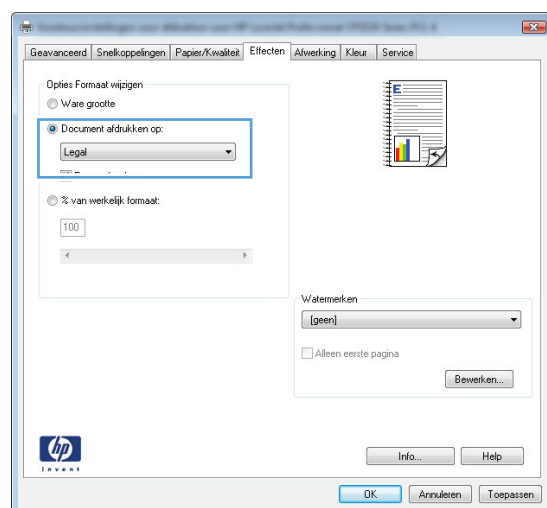 Geavanceerd Snelkoppelingen Papier/Kwaliteit Effecten Afwerking Kleur Service
Opties Formaat wijzigen
Ware grootte
Document afdrukken op:
Legal
% van werkelijk formaat:
100
E
Watermerken
[geen]
Alleen eerste pagina
Bewerken...
hp
invent
Info... Help
OK Annuleren Toepassen